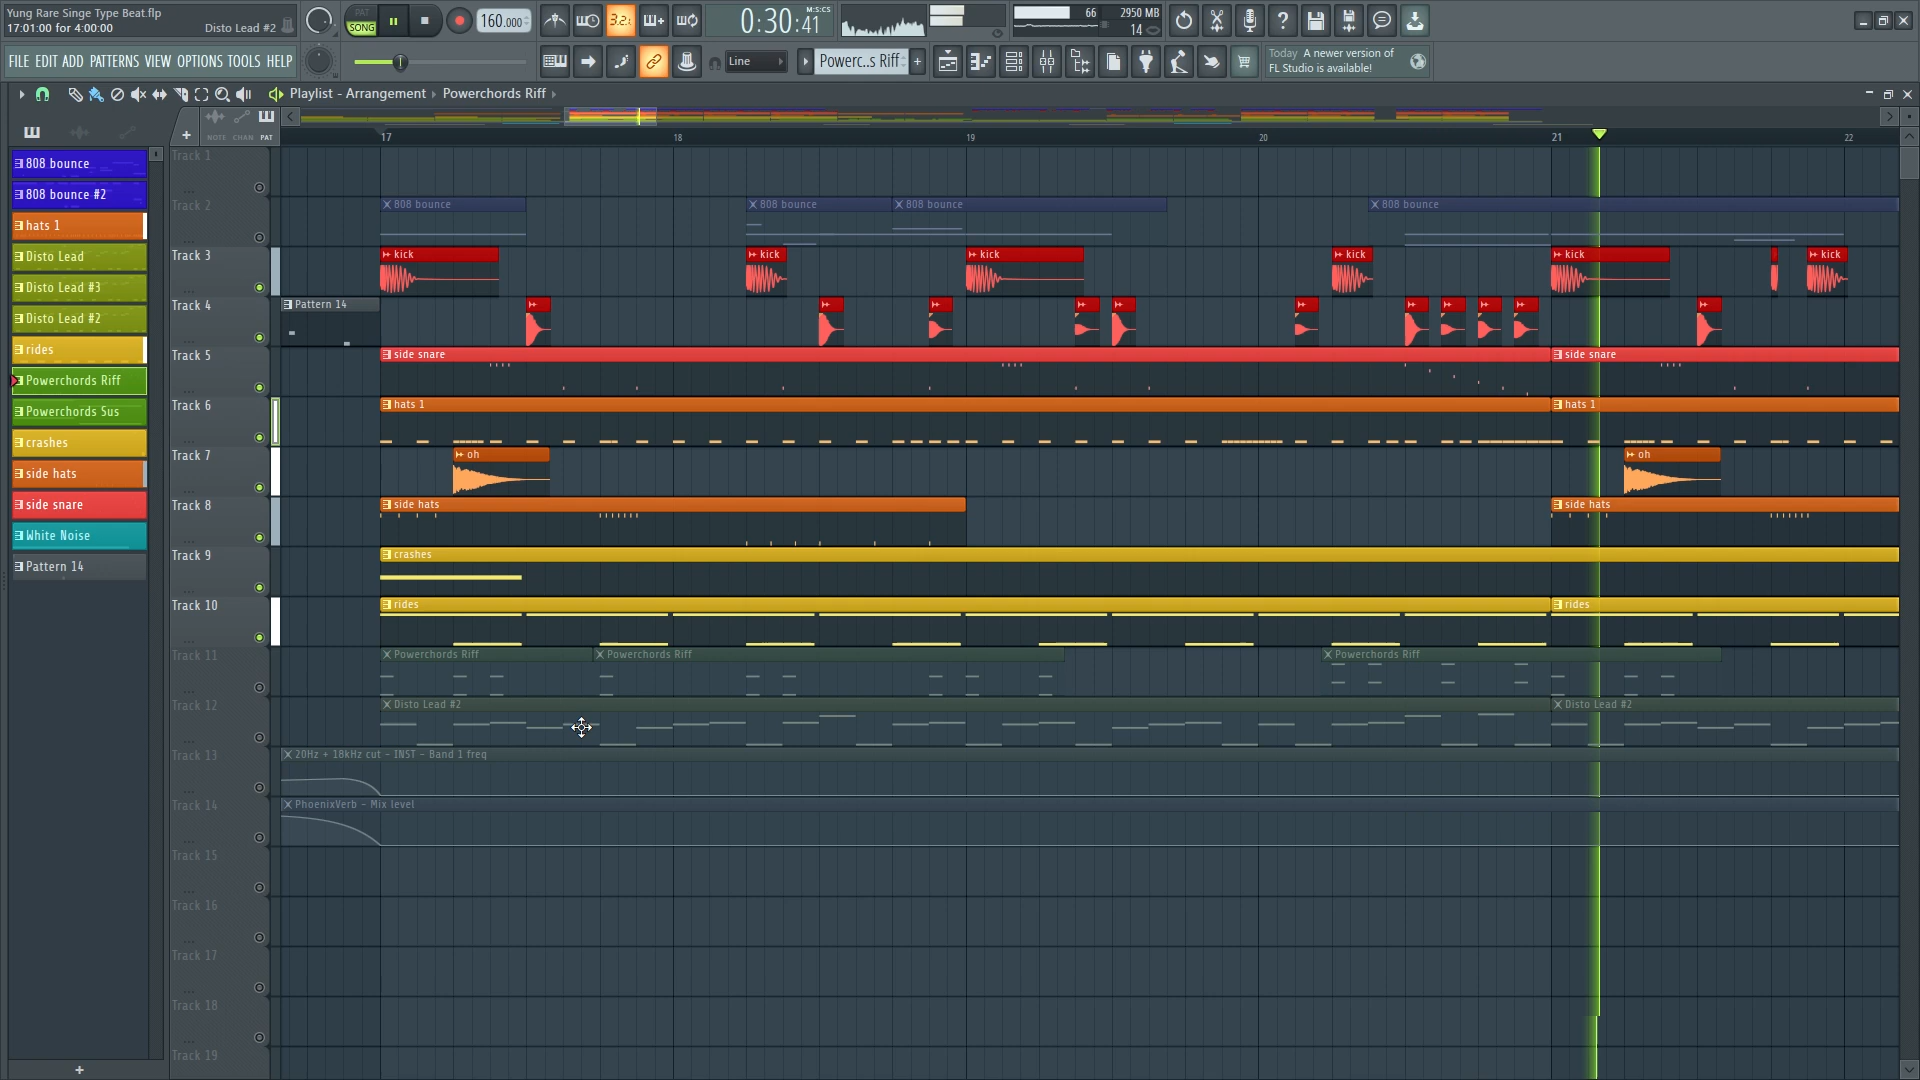 Yung Rare Singe Type Beat.flp
17:01:00 for 4:00:00
Disto Lead #2
PAT
SONG
160.000
3.2.
0:30:41
M:S:CS
66
2950 MB
14
FILE EDIT ADD PATTERNS VIEW OPTIONS TOOLS HELP
Line
Powerc..s Riff
Today A newer version of
FL Studio is available!
Playlist - Arrangement › Powerchords Riff ›
NOTE CHAN PAT
17 18 19 20 21 22
808 bounce
808 bounce #2
hats 1
Disto Lead
Disto Lead #3
Disto Lead #2
rides
Powerchords Riff
Powerchords Sus
crashes
side hats
side snare
White Noise
Pattern 14
Track 1
Track 2
808 bounce 808 bounce 808 bounce 808 bounce
Track 3
kick kick kick kick kick kick
Track 4
Pattern 14
Track 5
side snare side snare
Track 6
hats 1 hats 1
Track 7
oh oh
Track 8
side hats side hats
Track 9
crashes
Track 10
rides rides
Track 11
Powerchords Riff Powerchords Riff Powerchords Riff
Track 12
Disto Lead #2 Disto Lead #2
Track 13
20Hz + 18kHz cut - INST - Band 1 freq
Track 14
PhoenixVerb - Mix level
Track 15
Track 16
Track 17
Track 18
Track 19